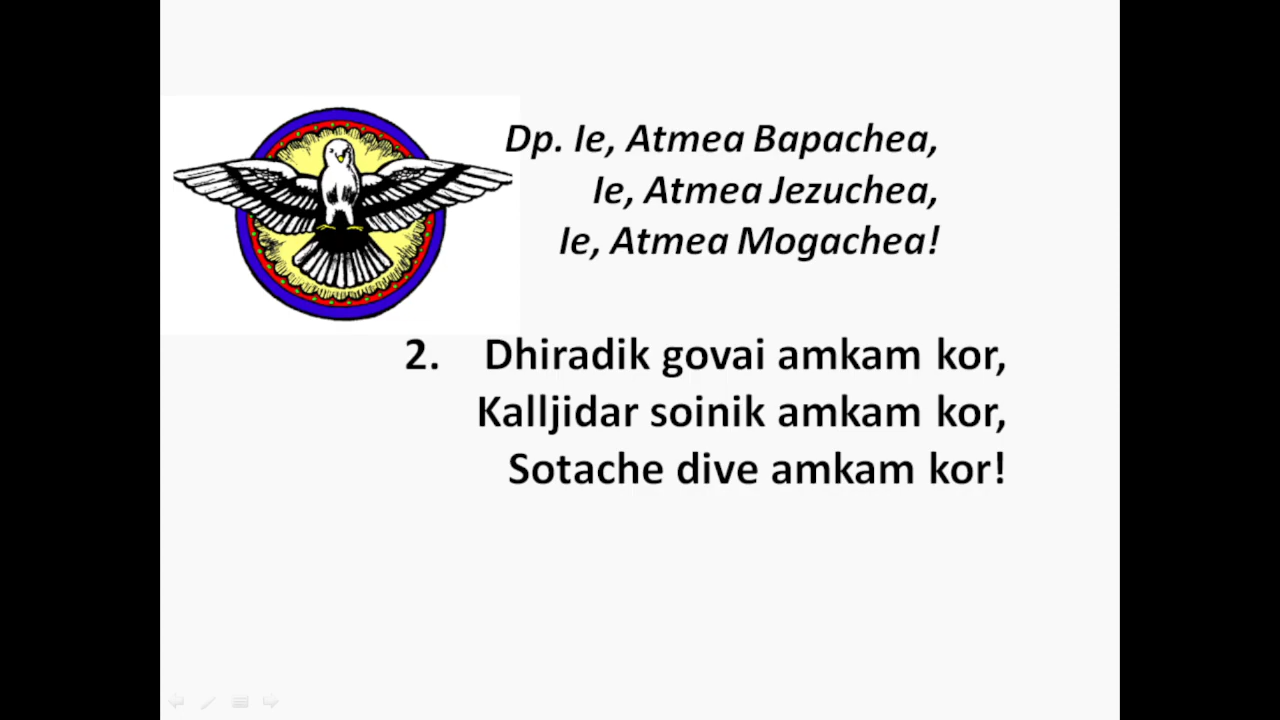 Dp. Ie, Atmea Bapachea,
Ie, Atmea Jezuchea,
Ie, Atmea Mogachea!
2. Dhiradik govai amkam kor,
Kalljidar soinik amkam kor,
Sotache dive amkam kor!